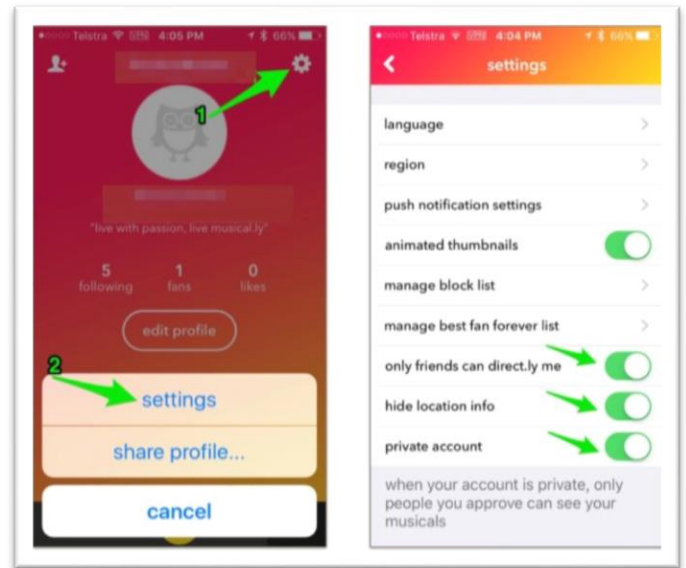 Telstra VPN 4:05 PM 66%
1
"live with passion, live musical.ly"
5 1 0
following fans likes
edit profile
2
settings
share profile...
cancel
Telstra VPN 4:04 PM 66%
settings
language
region
push notification settings
animated thumbnails
manage block list
manage best fan forever list
only friends can direct.ly me
hide location info
private account
when your account is private, only
people you approve can see your
musicals